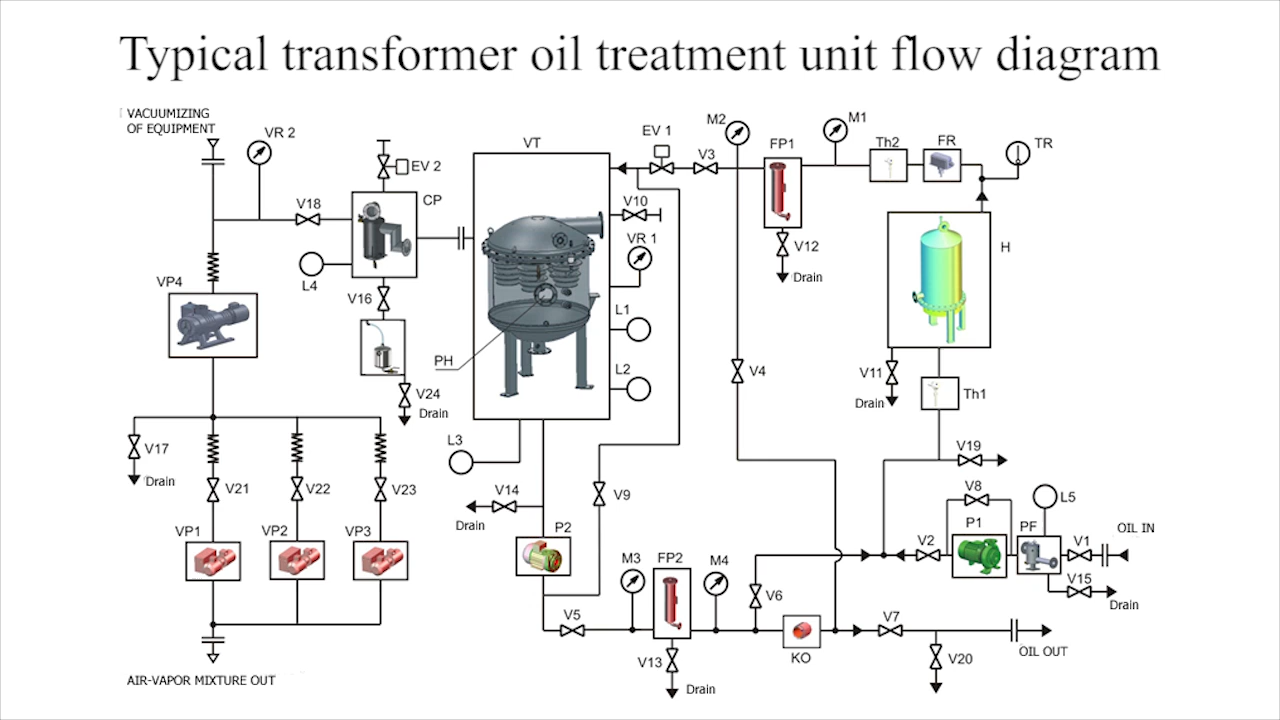 Typical transformer oil treatment unit flow diagram
VACUUMIZING
OF EQUIPMENT
VR 2
EV 2
V18
CP
L4
VP4
V16
V24
Drain
VT
EV 1
V3
M2
FP1
M1
Th2
FR
TR
V10
VR 1
V12
Drain
H
L1
PH
L2
V4
V11
Drain
Th1
L3
V17
Drain
V21
V22
V23
V14
Drain
V9
V19
V8
L5
VP1
VP2
VP3
P2
V2
P1
PF
V1
OIL IN
V15
Drain
M3
FP2
M4
V6
V5
V7
KO
OIL OUT
V13
Drain
V20
AIR-VAPOR MIXTURE OUT